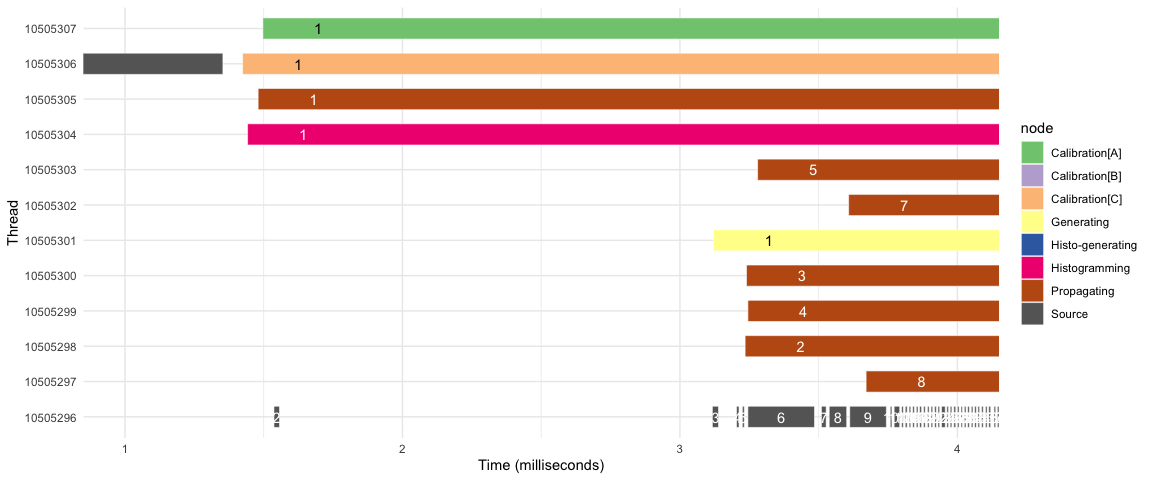 10505307 1
10505306 1
10505305 1
10505304 1
10505303 5
10505302 7
10505301 1
10505300 3
10505299 4
10505298 2
10505297 8
10505296 2 3 6 7 8 9
Thread
1 2 3 4
Time (milliseconds)
node
Calibration[A]
Calibration[B]
Calibration[C]
Generating
Histo-generating
Histogramming
Propagating
Source